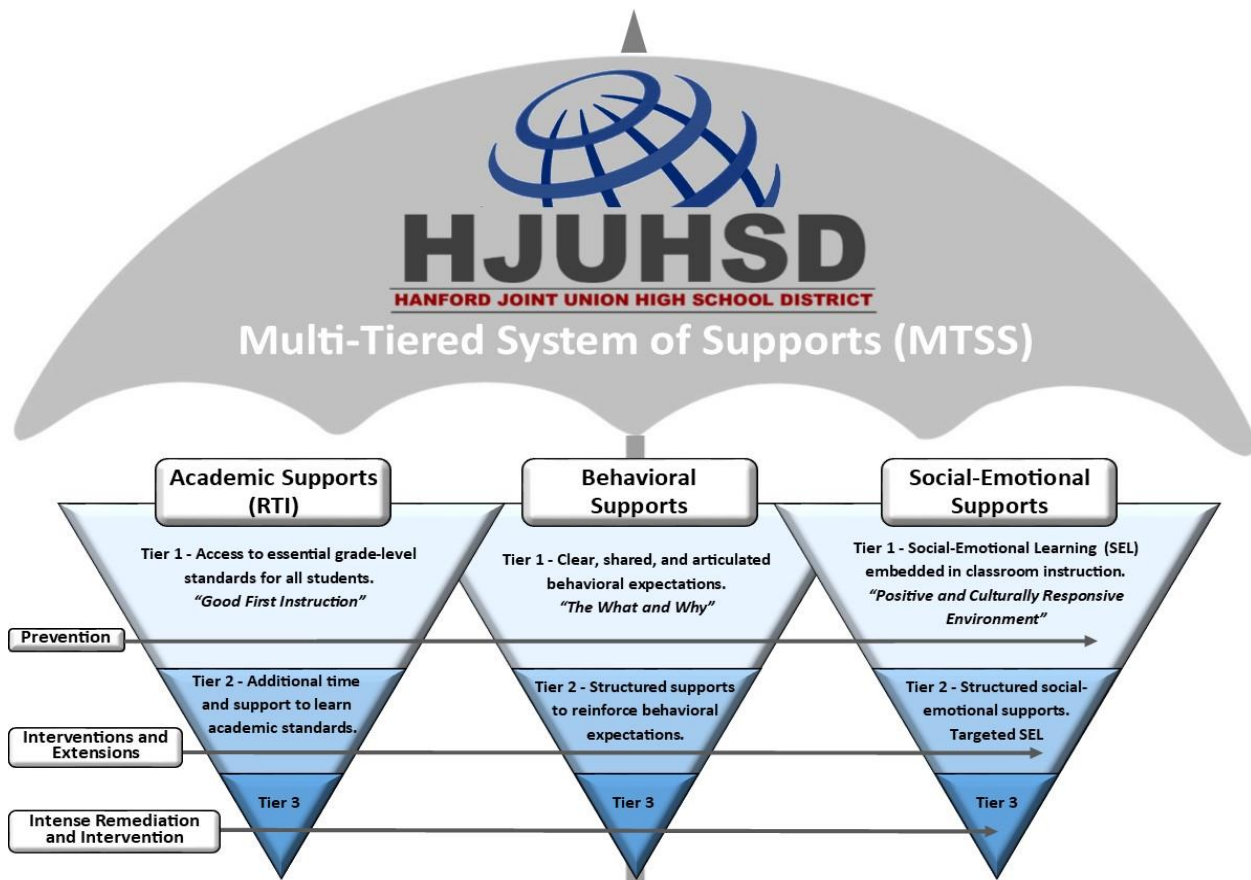 HJUHSD
HANFORD JOINT UNION HIGH SCHOOL DISTRICT
Multi-Tiered System of Supports (MTSS)
Academic Supports
(RTI)
Tier 1 - Access to essential grade-level
standards for all students.
“Good First Instruction”
Behavioral
Supports
Tier 1 - Clear, shared, and articulated
behavioral expectations.
“The What and Why”
Social-Emotional
Supports
Tier 1 - Social-Emotional Learning (SEL)
embedded in classroom instruction.
“Positive and Culturally Responsive
Environment”
Prevention
Tier 2 - Additional time
and support to learn
academic standards.
Tier 2 - Structured supports
to reinforce behavioral
expectations.
Tier 2 - Structured social-
emotional supports.
Targeted SEL
Interventions and
Extensions
Tier 3
Tier 3
Tier 3
Intense Remediation
and Intervention